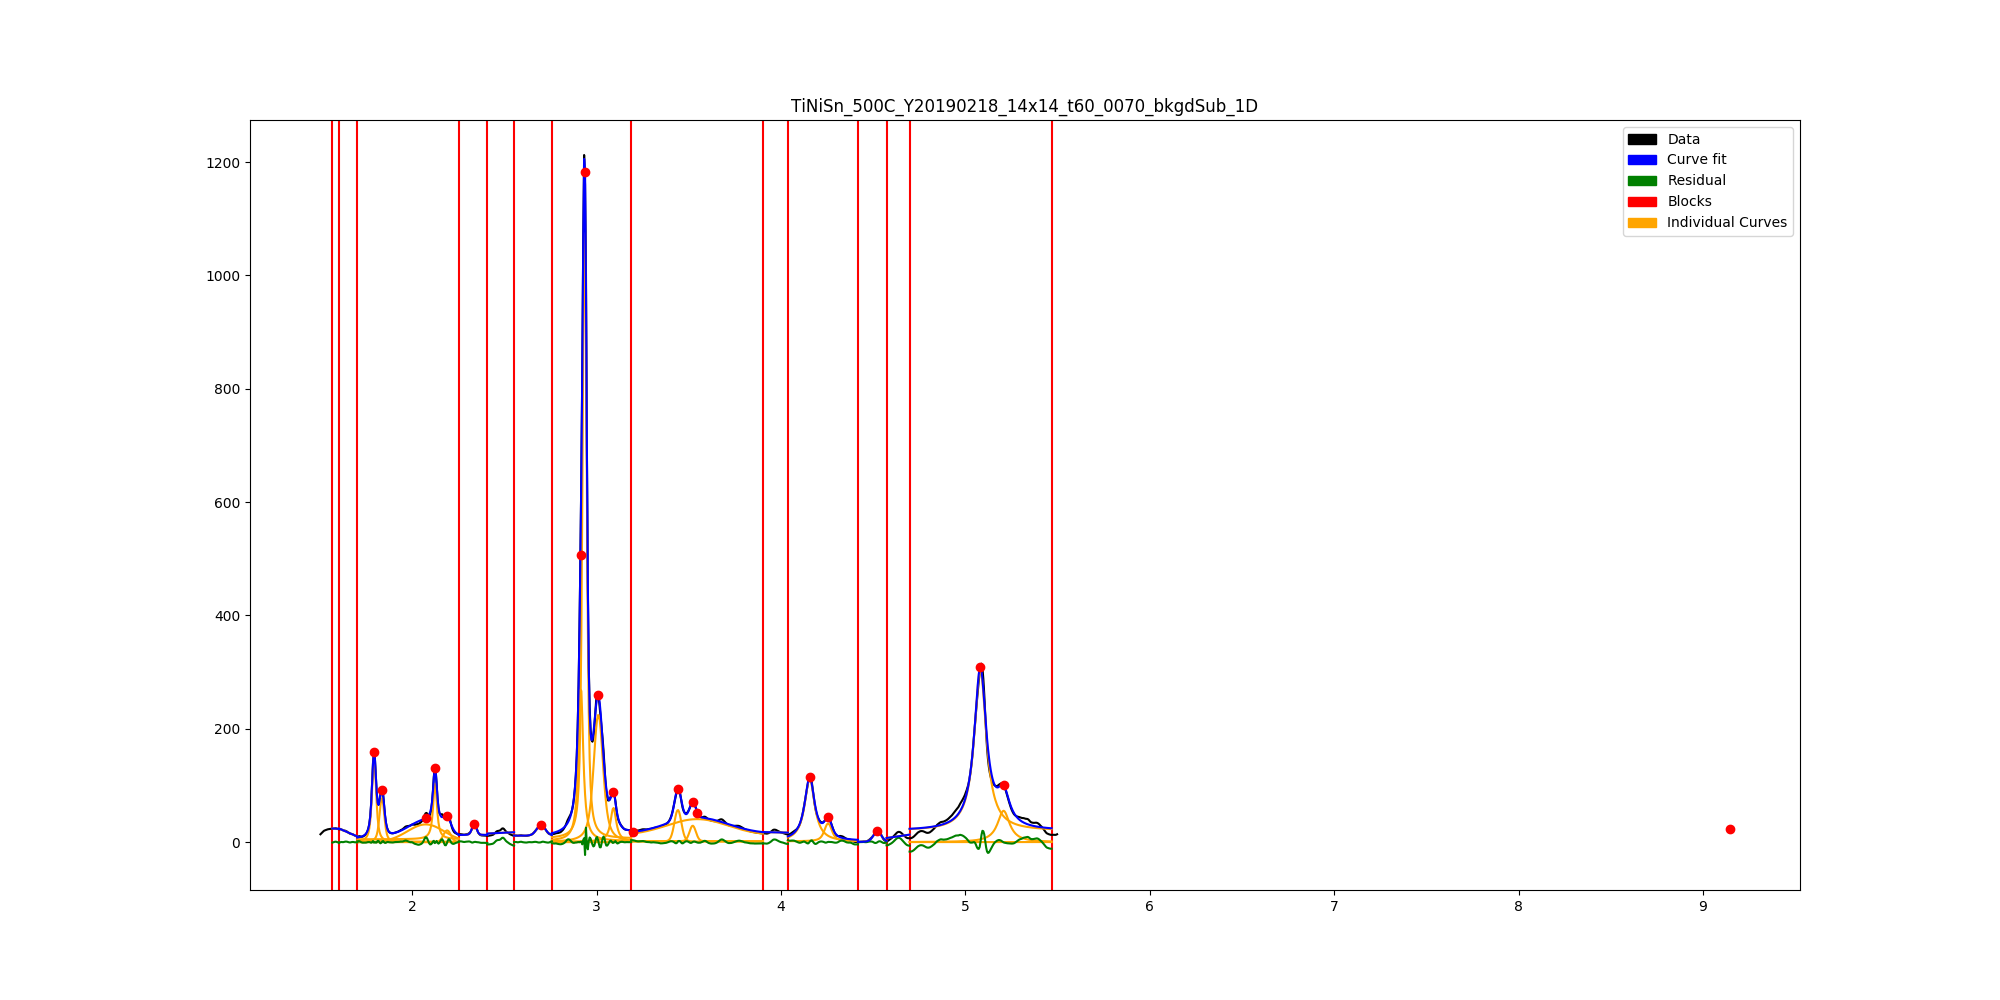 TiNiSn_500C_Y20190218_14x14_t60_0070_bkgdSub_1D
Data
Curve fit
Residual
Blocks
Individual Curves
1200
1000
800
600
400
200
0
2 3 4 5 6 7 8 9